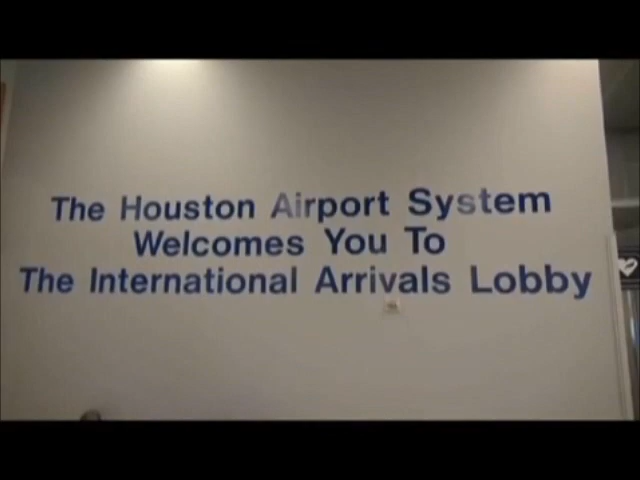 The Houston Airport System
Welcomes You To
The International Arrivals Lobby